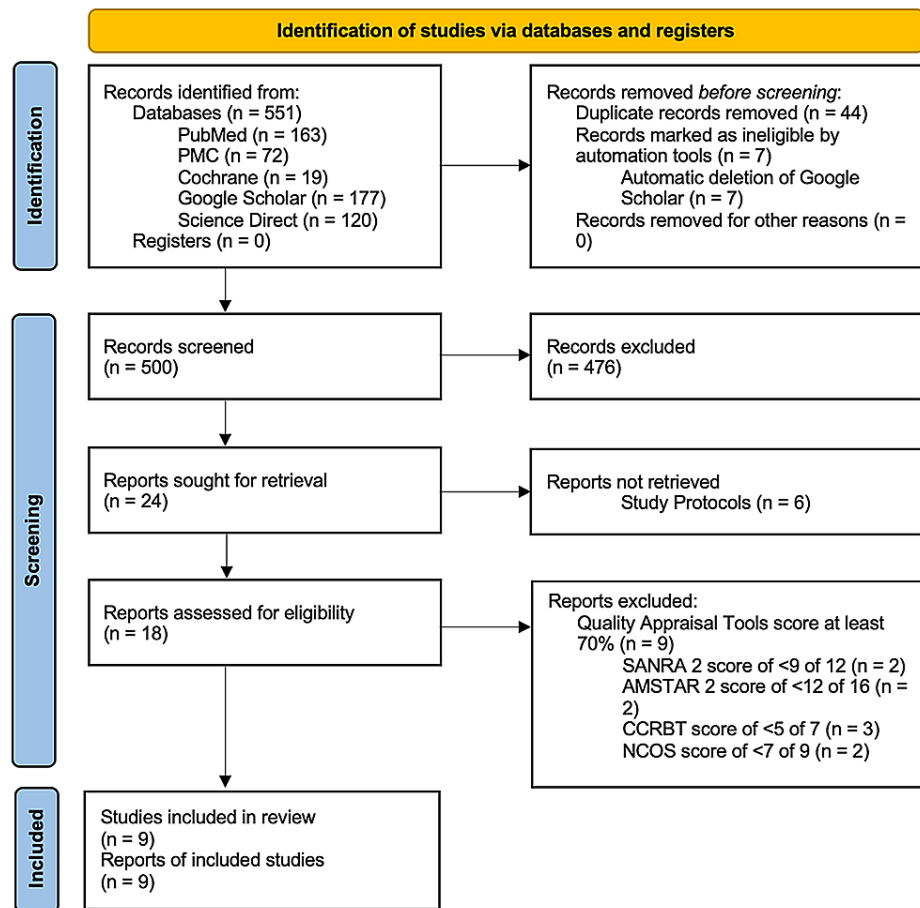 Identification of studies via databases and registers
Identification
Records identified from:
Databases (n = 551)
PubMed (n = 163)
PMC (n = 72)
Cochrane (n = 19)
Google Scholar (n = 177)
Science Direct (n = 120)
Registers (n = 0)
Records removed before screening:
Duplicate records removed (n = 44)
Records marked as ineligible by
automation tools (n = 7)
Automatic deletion of Google
Scholar (n = 7)
Records removed for other reasons (n =
0)
Screening
Records screened
(n = 500)
Records excluded
(n = 476)
Reports sought for retrieval
(n = 24)
Reports not retrieved
Study Protocols (n = 6)
Reports assessed for eligibility
(n = 18)
Reports excluded:
Quality Appraisal Tools score at least
70% (n = 9)
SANRA 2 score of <9 of 12 (n = 2)
AMSTAR 2 score of <12 of 16 (n =
2)
CCRBT score of <5 of 7 (n = 3)
NCOS score of <7 of 9 (n = 2)
Included
Studies included in review
(n = 9)
Reports of included studies
(n = 9)